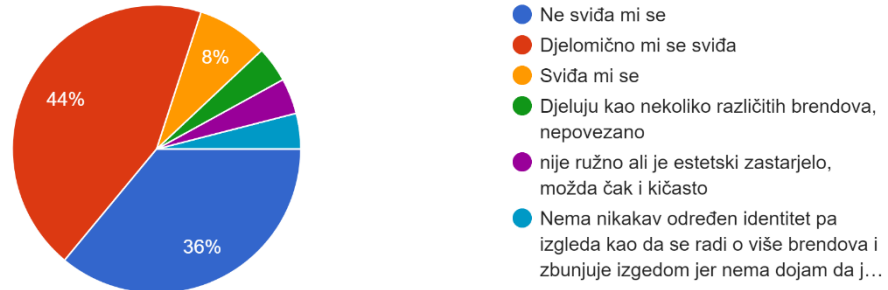 Ne sviđa mi se
Djelomično mi se sviđa
Sviđa mi se
Djeluju kao nekoliko različitih brendova,
nepovezano
nije ružno ali je estetski zastarjelo,
možda čak i kičasto
Nema nikakav određen identitet pa
izgleda kao da se radi o više brendova i
zbunjuje izgedom jer nema dojam da j…
8%
44%
36%